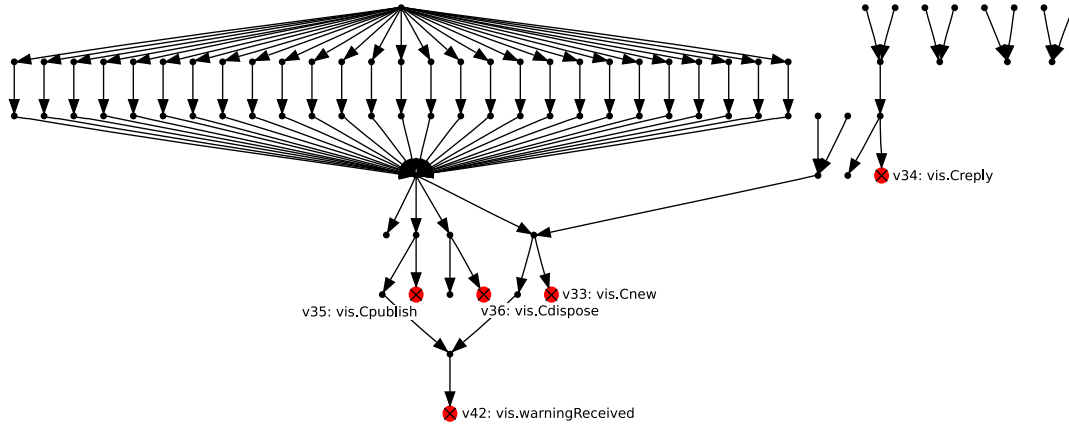 v34: vis.Creply
v33: vis.Cnew
v35: vis.Cpublish
v36: vis.Cdispose
v42: vis.warningReceived